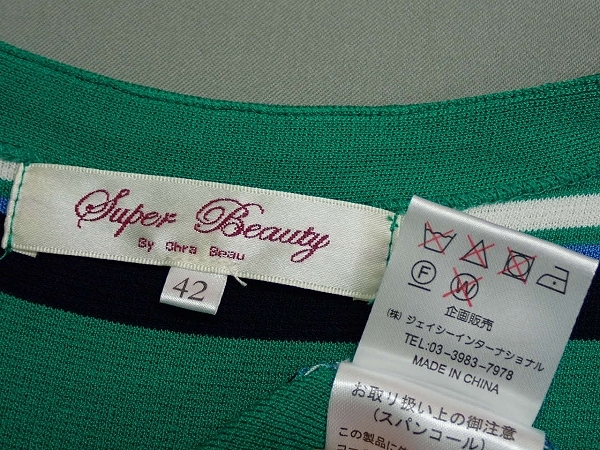 Super Beauty
By Chra Beau
42
F W
企画販売
(株) ジェイシーインターナショナル
TEL:03-3983-7978
MADE IN CHINA
お取り扱い上の御注意
(スパンコール)
この製品に